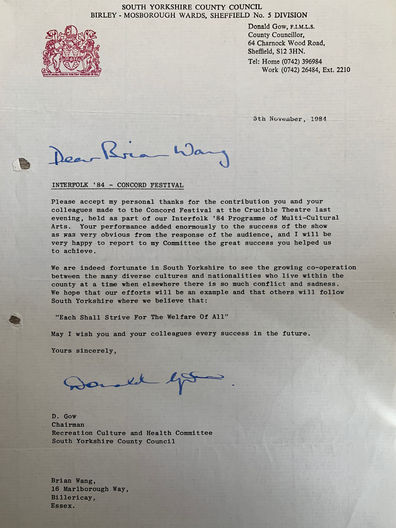 SOUTH YORKSHIRE COUNTY COUNCIL
BIRLEY - MOSBOROUGH WARDS, SHEFFIELD No. 5 DIVISION
Donald Gow, F.I.M.L.S.
County Councillor,
64 Charnock Wood Road,
Sheffield, S12 3HN.
Tel: Home (0742) 396984
Work (0742) 26484, Ext. 2210
5th November, 1984
Dear Brian Wang
INTERFOLK '84 - CONCORD FESTIVAL
Please accept my personal thanks for the contribution you and your
colleagues made to the Concord Festival at the Crucible Theatre last
evening, held as part of our Interfolk '84 Programme of Multi-Cultural
Arts. Your performance added enormously to the success of the show
as was very obvious from the response of the audience, and I will be
very happy to report to my Committee the great success you helped us
to achieve.
We are indeed fortunate in South Yorkshire to see the growing co-operation
between the many diverse cultures and nationalities who live within the
county at a time when elsewhere there is so much conflict and sadness.
We hope that our efforts will be an example and that others will follow
South Yorkshire where we believe that:
"Each Shall Strive For The Welfare Of All"
May I wish you and your colleagues every success in the future.
Yours sincerely,
Donald Gow.
D. Gow
Chairman
Recreation Culture and Health Committee
South Yorkshire County Council
Brian Wang,
16 Marlborough Way,
Billericay,
Essex.